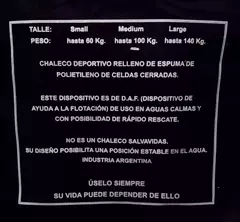 TALLE: Small Medium Large
PESO: hasta 60 Kg. hasta 100 Kg. hasta 140 Kg.
CHALECO DEPORTIVO RELLENO DE ESPUMA DE
POLIETILENO DE CELDAS CERRADAS.
ESTE DISPOSITIVO ES DE D.A.F. (DISPOSITIVO DE
AYUDA A LA FLOTACIÓN) DE USO EN AGUAS CALMAS Y
CON POSIBILIDAD DE RÁPIDO RESCATE.
NO ES UN CHALECO SALVAVIDAS.
SU DISEÑO POSIBILITA UNA POSICIÓN ESTABLE EN EL AGUA.
INDUSTRIA ARGENTINA
ÚSELO SIEMPRE
SU VIDA PUEDE DEPENDER DE ELLO